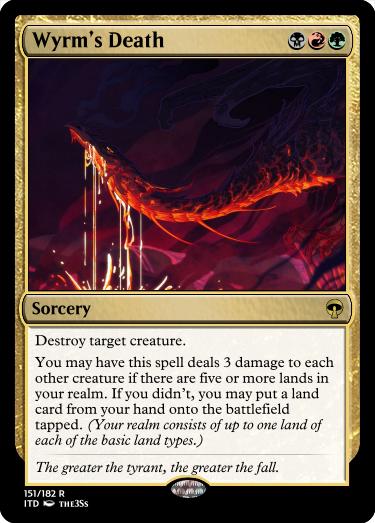 Wyrm's Death
Sorcery
Destroy target creature.
You may have this spell deals 3 damage to each
other creature if there are five or more lands in
your realm. If you didn't, you may put a land
card from your hand onto the battlefield
tapped. (Your realm consists of up to one land of
each of the basic land types.)
The greater the tyrant, the greater the fall.
151/182 R
ITD THE3SS